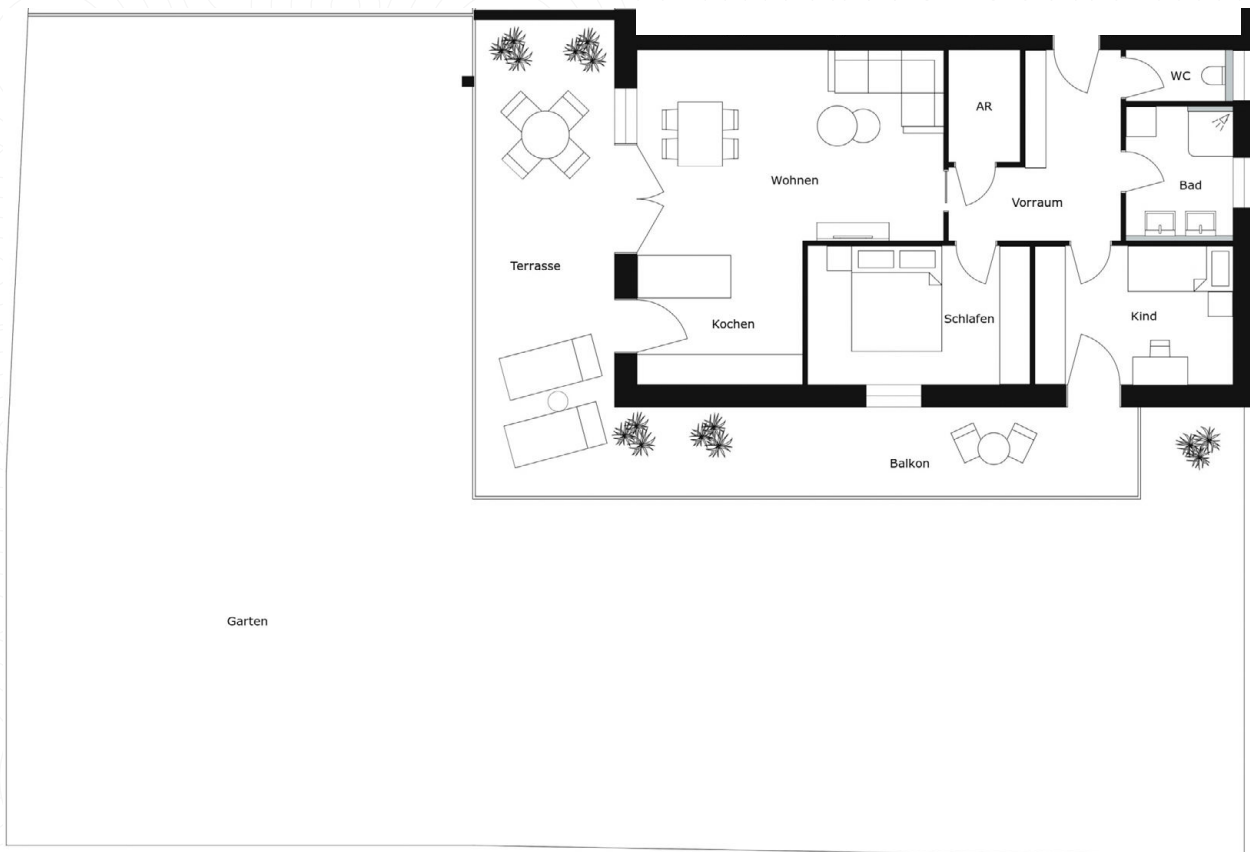 WC
AR
Wohnen
Bad
Vorraum
Terrasse
Kochen
Schlafen
Kind
Balkon
Garten